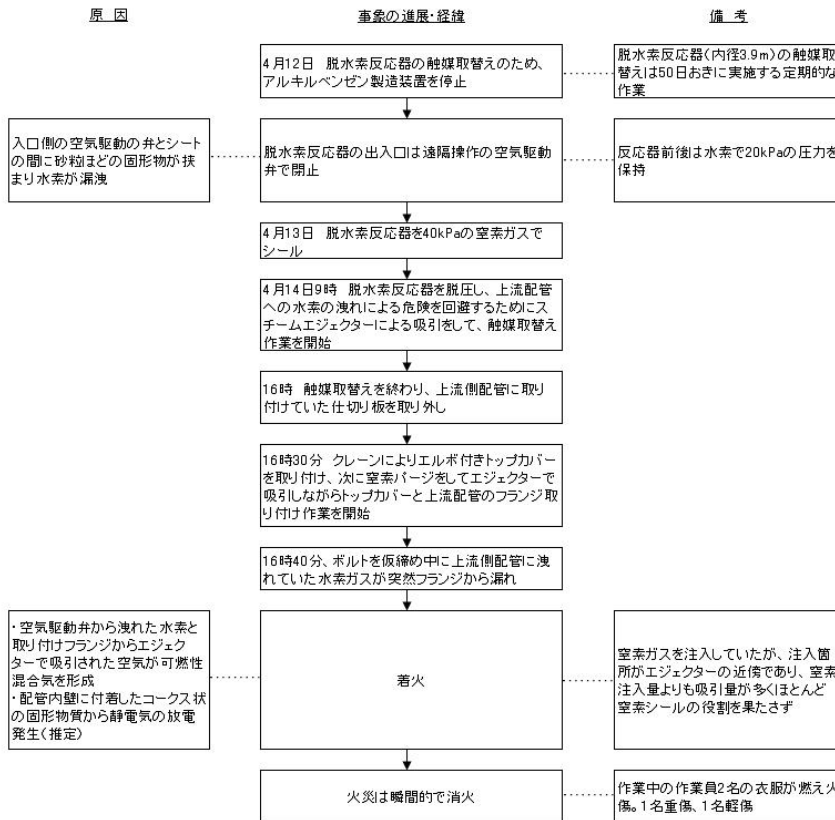 原 因
事象の進展・経緯
備 考
4月12日 脱水素反応器の触媒取替えのため、
アルキルベンゼン製造装置を停止
脱水素反応器(内径3.9m)の触媒取
替えは50日おきに実施する定期的な
作業
入口側の空気駆動の弁とシート
の間に砂粒ほどの固形物が挟
まり水素が漏洩
脱水素反応器の出入口は遠隔操作の空気駆動
弁で閉止
反応器前後は水素で20kPaの圧力を
保持
4月13日 脱水素反応器を40kPaの窒素ガスで
シール
4月14日9時 脱水素反応器を脱圧し、上流配管
への水素の洩れによる危険を回避するためにス
チームエジェクターによる吸引をして、触媒取替え
作業を開始
16時 触媒取替えを終わり、上流側配管に取り
付けていた仕切り板を取り外し
16時30分 クレーンによりエルボ付きトップカバー
を取り付け、次に窒素パージをしてエジェクターで
吸引しながらトップカバーと上流配管のフランジ取
り付け作業を開始
16時40分、ボルトを仮締め中に上流側配管に洩
れていた水素ガスが突然フランジから漏れ
・空気駆動弁から洩れた水素と
取り付けフランジからエジェク
ターで吸引された空気が可燃性
混合気を形成
・配管内壁に付着したコークス状
の固形物質から静電気の放電
発生(推定)
着火
窒素ガスを注入していたが、注入箇
所がエジェクターの近傍であり、窒素
注入量よりも吸引量が多くほとんど
窒素シールの役割を果たさず
火災は瞬間的で消火
作業中の作業員2名の衣服が燃え火
傷。1名重傷、1名軽傷